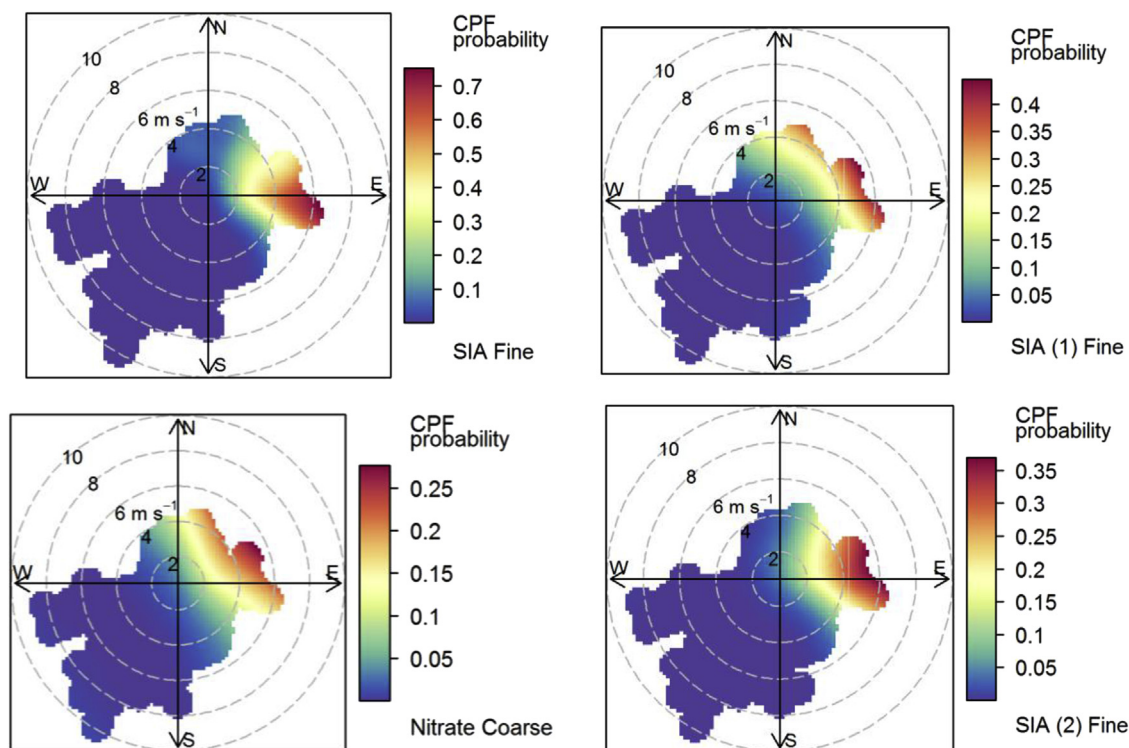 CPF
probability
N
10
8
6 m s⁻¹
4
2
W
E
S
0.7
0.6
0.5
0.4
0.3
0.2
0.1
SIA Fine
CPF
probability
N
10
8
6 m s⁻¹
4
2
W
E
S
0.4
0.35
0.3
0.25
0.2
0.15
0.1
0.05
SIA (1) Fine
CPF
probability
N
10
8
6 m s⁻¹
4
2
W
E
S
0.25
0.20
0.15
0.10
0.05
Nitrate Coarse
CPF
probability
N
10
8
6 m s⁻¹
4
2
W
E
S
0.35
0.3
0.25
0.2
0.15
0.1
0.05
SIA (2) Fine